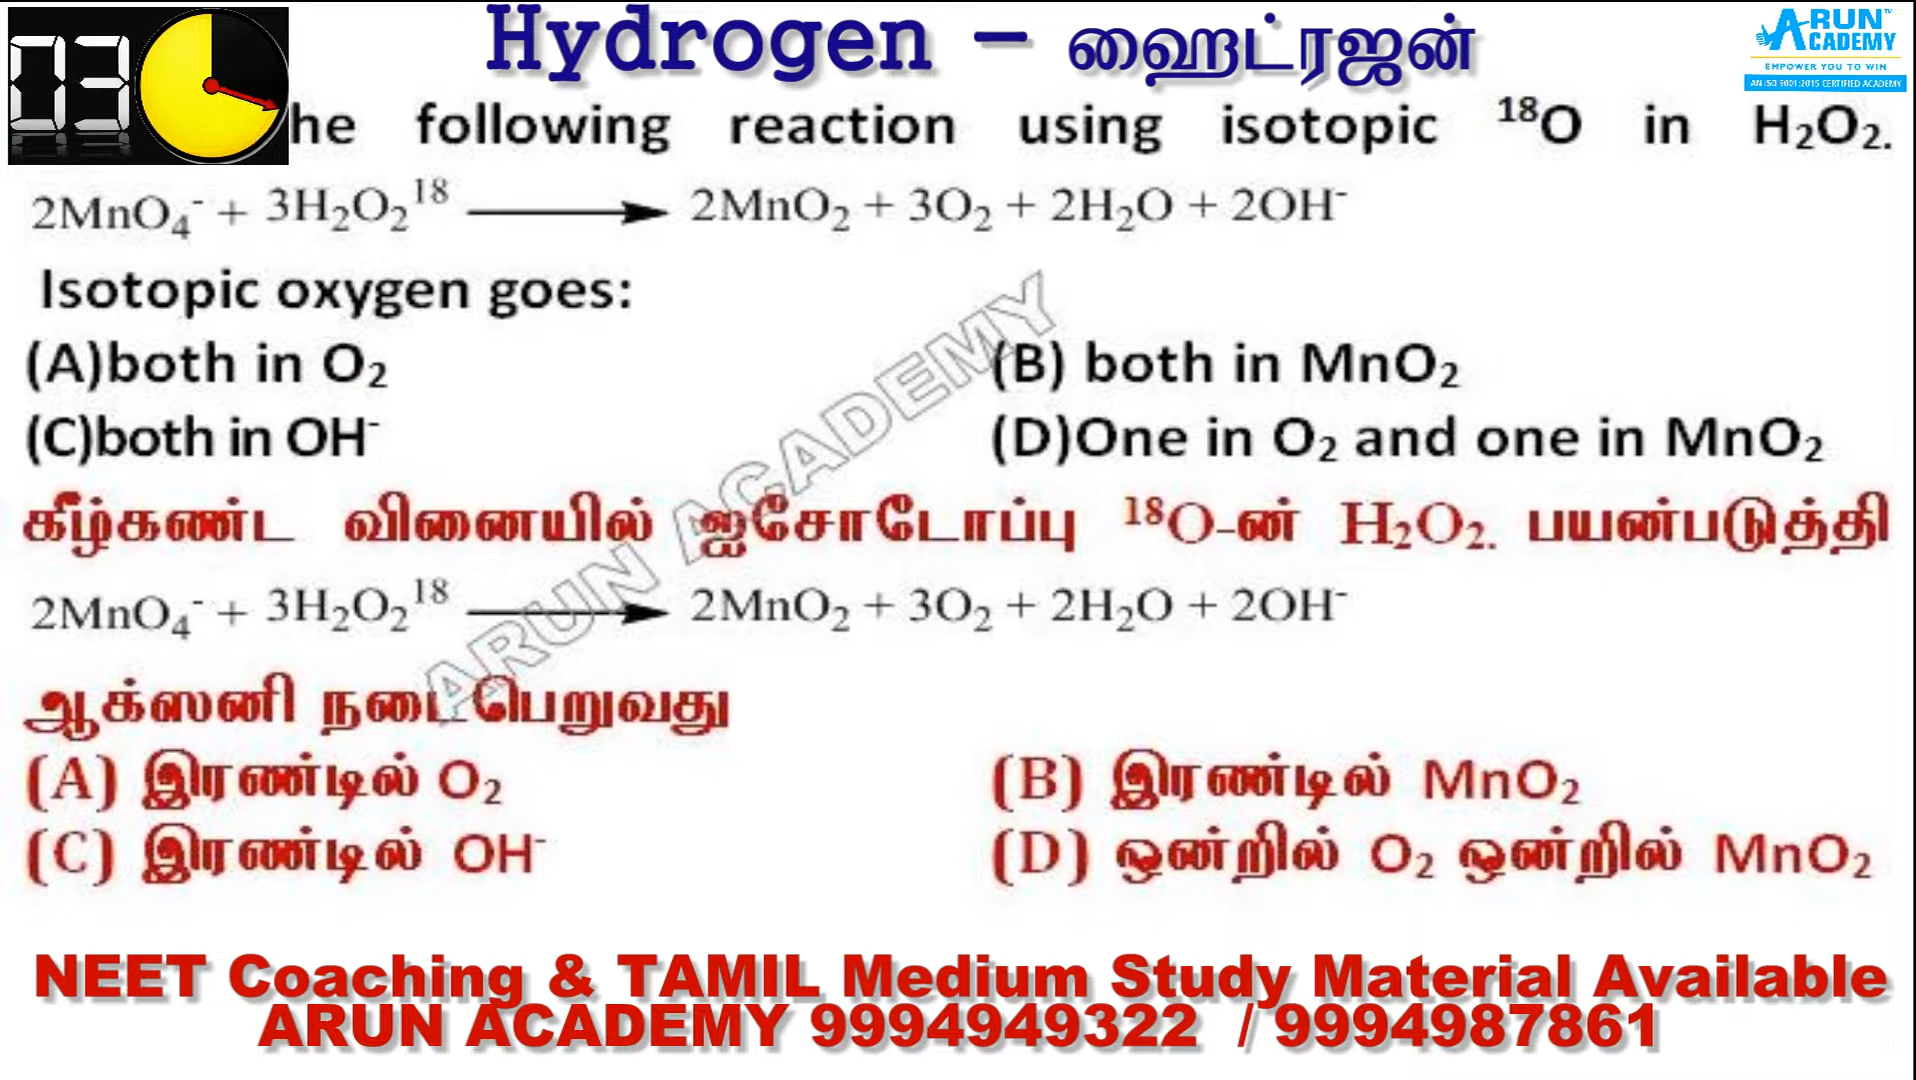 03
Hydrogen – ஹைட்ரஜன்
ARUN™
ACADEMY
EMPOWER YOU TO WIN
AN ISO 9001:2015 CERTIFIED ACADEMY
he following reaction using isotopic ¹⁸O in H₂O₂.
2MnO₄⁻ + 3H₂O₂¹⁸ ⟶ 2MnO₂ + 3O₂ + 2H₂O + 2OH⁻
Isotopic oxygen goes:
(A)both in O₂ (B) both in MnO₂
(C)both in OH⁻ (D)One in O₂ and one in MnO₂
கீழ்கண்ட வினையில் ஐசோடோப்பு ¹⁸O-ன் H₂O₂. பயன்படுத்தி
2MnO₄⁻ + 3H₂O₂¹⁸ ⟶ 2MnO₂ + 3O₂ + 2H₂O + 2OH⁻
ஆக்ஸனி நடைபெறுவது
(A) இரண்டில் O₂ (B) இரண்டில் MnO₂
(C) இரண்டில் OH⁻ (D) ஒன்றில் O₂ ஒன்றில் MnO₂
ARUN ACADEMY
NEET Coaching & TAMIL Medium Study Material Available
ARUN ACADEMY 9994949322 / 9994987861